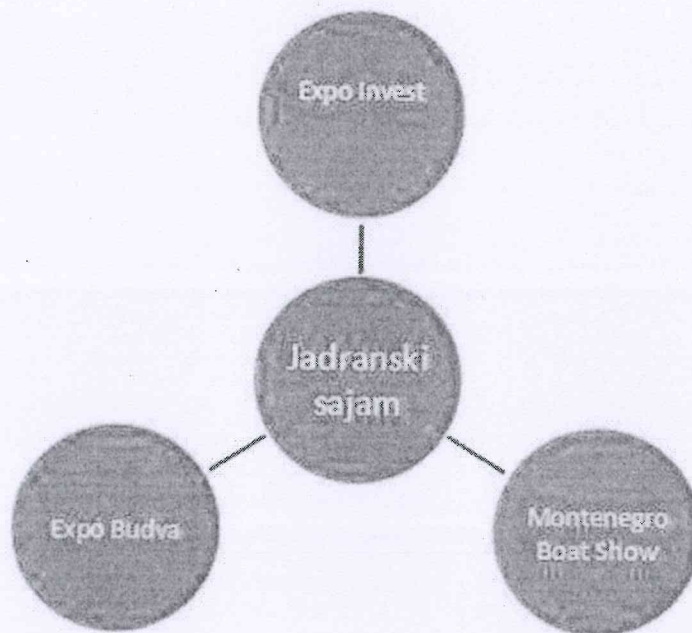 Expo Invest
Jadranski
sajam
Expo Budva
Montenegro
Boat Show